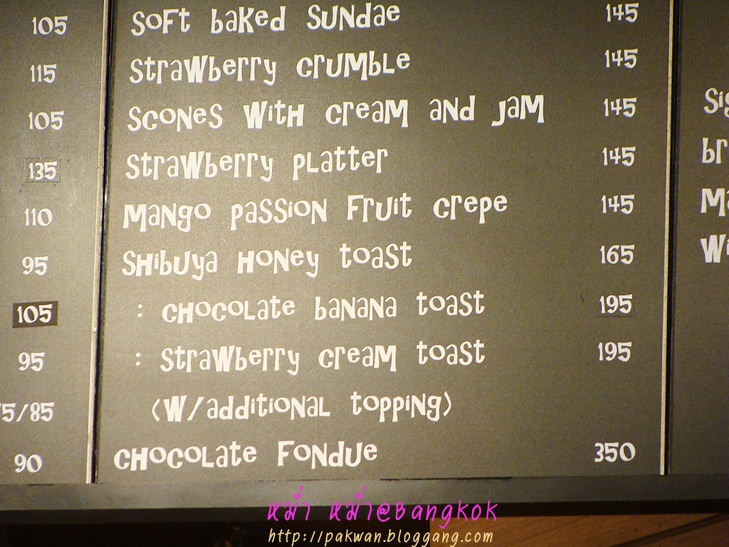 105 Soft Baked Sundae 145
115 Strawberry Crumble 145
105 Scones with Cream and Jam 145
135 Strawberry Platter 145
110 Mango Passion Fruit Crepe 145
95 Shibuya Honey Toast 165
105 : Chocolate Banana Toast 195
95 : Strawberry Cream Toast 195
5/85 (w/additional topping)
90 Chocolate Fondue 350
หม่ำ หม่ำ@Bangkok
http://pakwan.bloggang.com